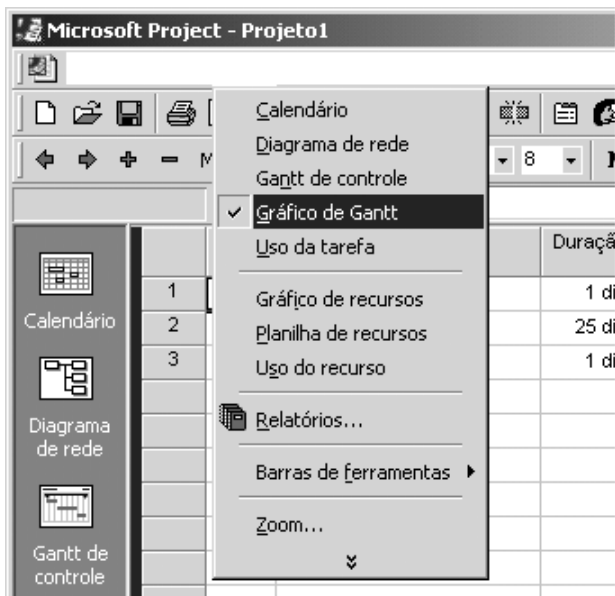 Microsoft Project - Projeto1
8
Calendário
Diagrama de rede
Gantt de controle
Gráfico de Gantt
Uso da tarefa
Gráfico de recursos
Planilha de recursos
Uso do recurso
Relatórios...
Barras de ferramentas
Zoom...
Duraçã
1 1 di
2 25 di
3 1 di
Calendário
Diagrama
de rede
Gantt de
controle